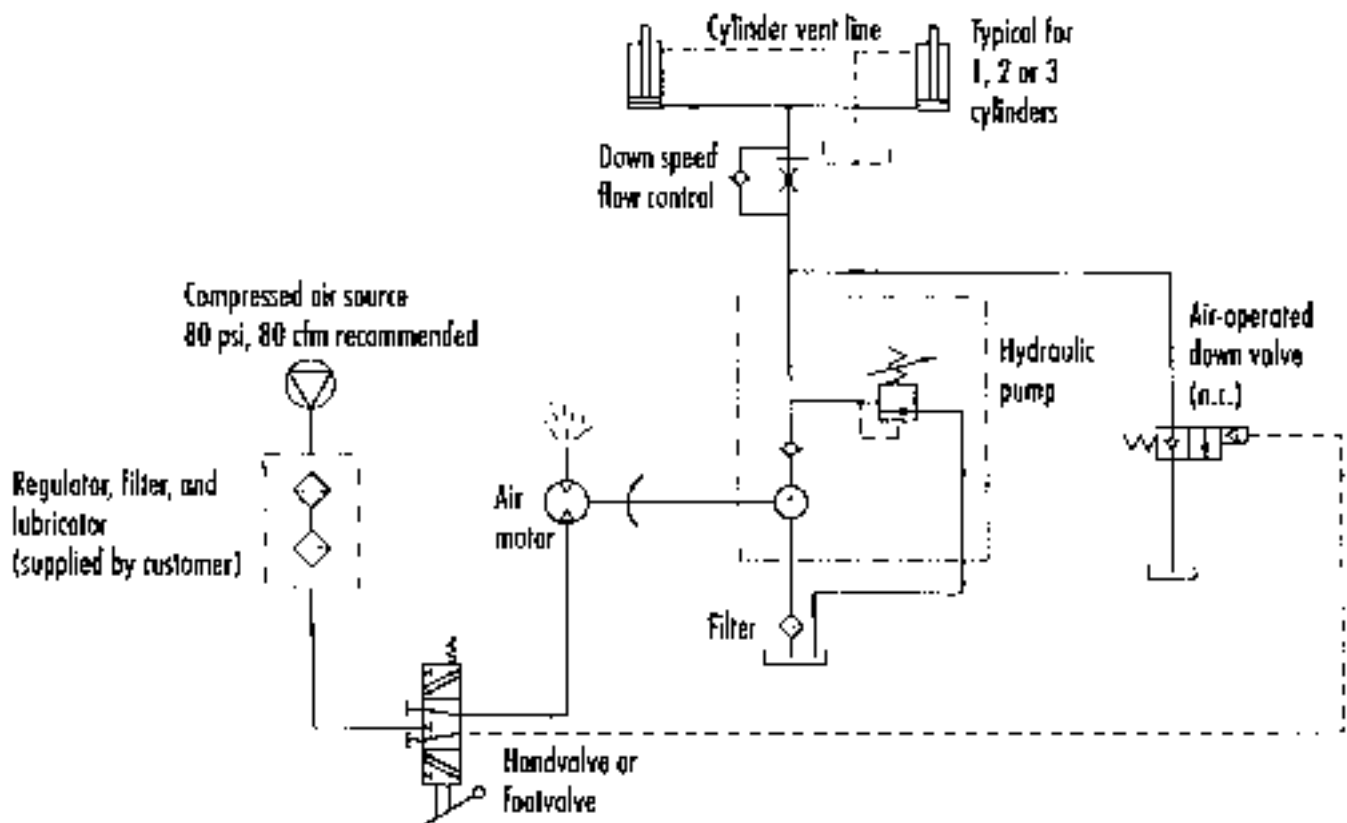 Cylinder vent line
Typical for
1, 2 or 3
cylinders
Down speed
flow control
Compressed air source
80 psi, 80 cfm recommended
Air-operated
down valve
(n.c.)
Hydraulic
pump
Regulator, filter, and
lubricator
(supplied by customer)
Air
motor
Filter
Handvalve or
Footvalve